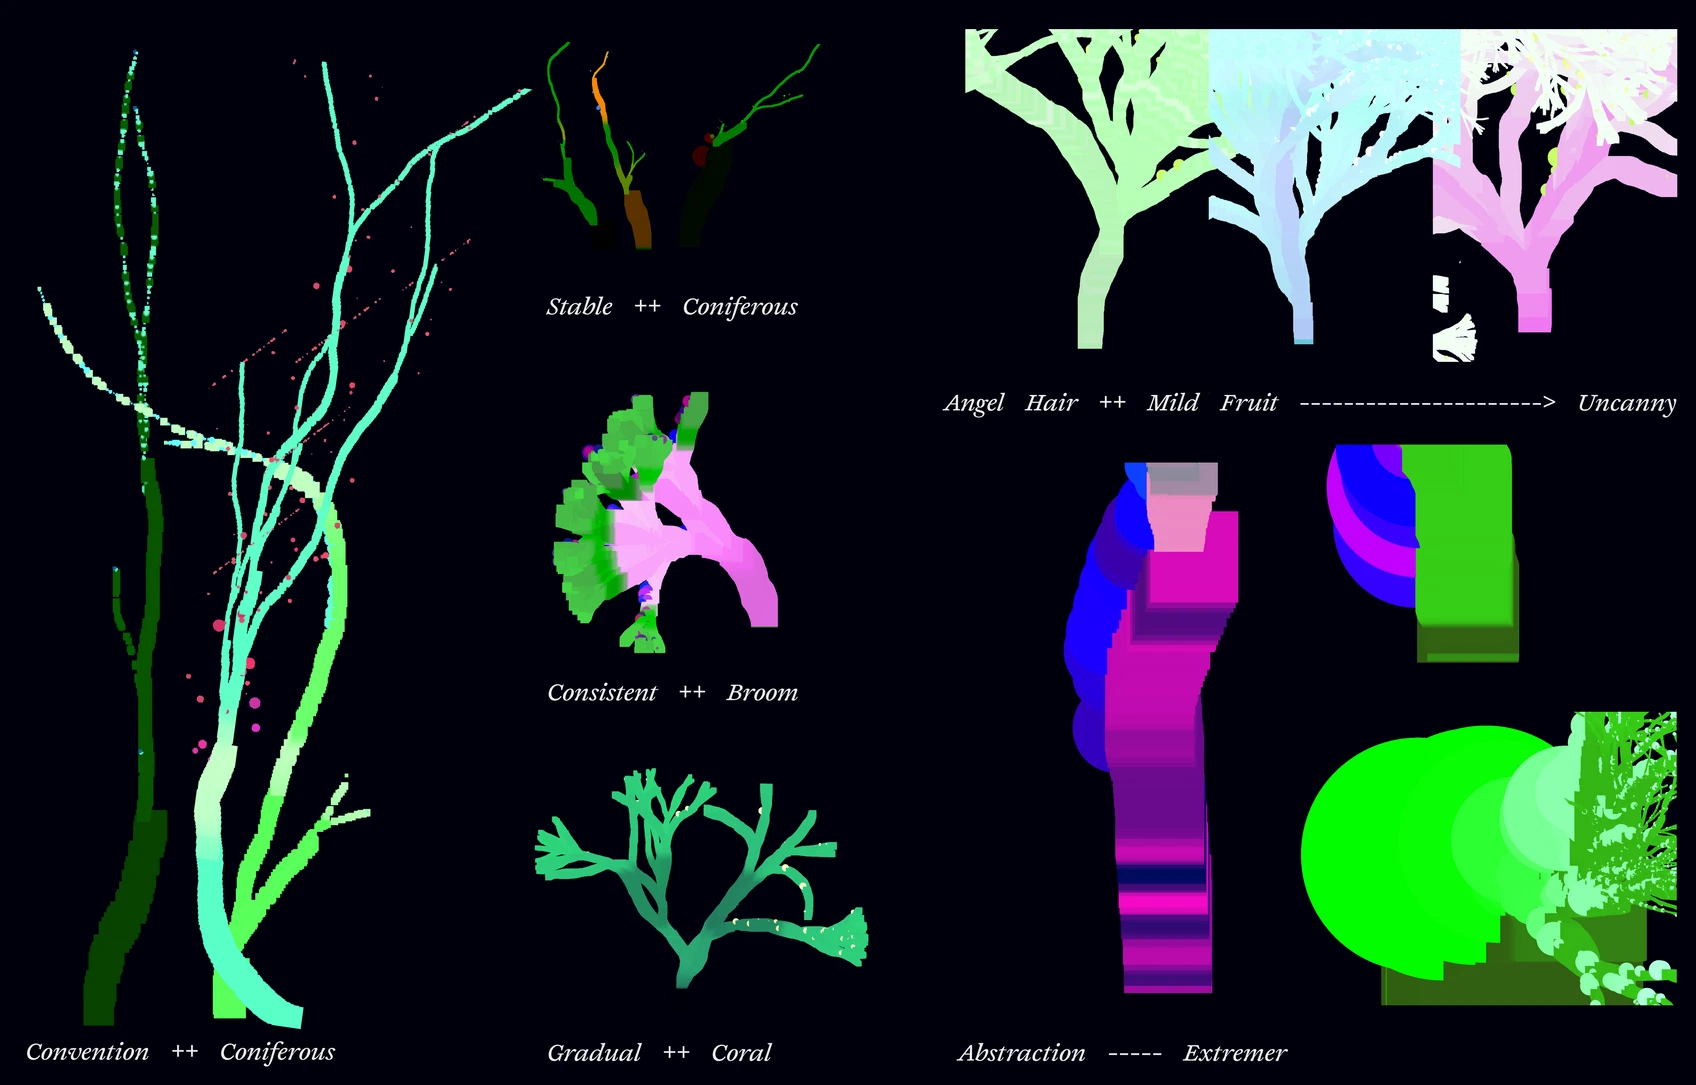 Stable ++ Coniferous
Angel Hair ++ Mild Fruit ----------------------> Uncanny
Consistent ++ Broom
Convention ++ Coniferous
Gradual ++ Coral
Abstraction ----- Extremer